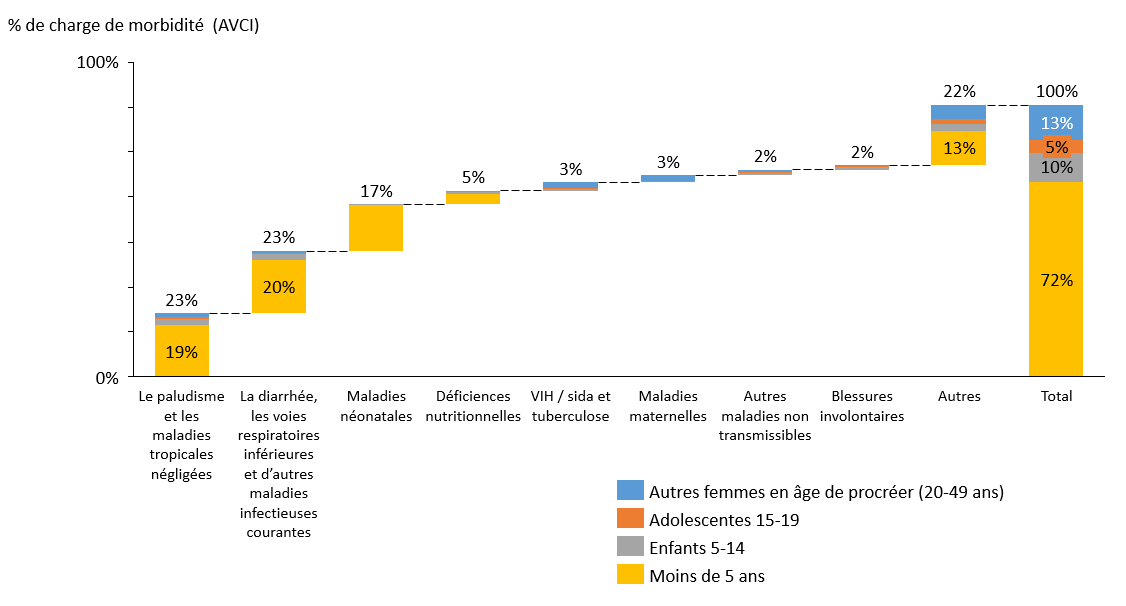 % de charge de morbidité (AVCI)
100%
0%
23%
19%
23%
20%
17%
5%
3%
3%
2%
2%
22%
13%
100%
13%
5%
10%
72%
Le paludisme
et les
maladies
tropicales
négligées
La diarrhée,
les voies
respiratoires
inférieures
et d’autres
maladies
infectieuses
courantes
Maladies
néonatales
Déficiences
nutritionnelles
VIH / sida et
tuberculose
Maladies
maternelles
Autres
maladies non
transmissibles
Blessures
involontaires
Autres
Total
Autres femmes en âge de procréer (20-49 ans)
Adolescentes 15-19
Enfants 5-14
Moins de 5 ans